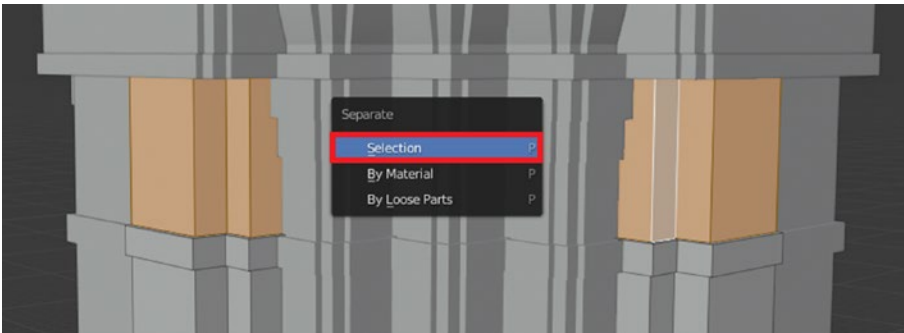 Separate
Selection P
By Material P
By Loose Parts P